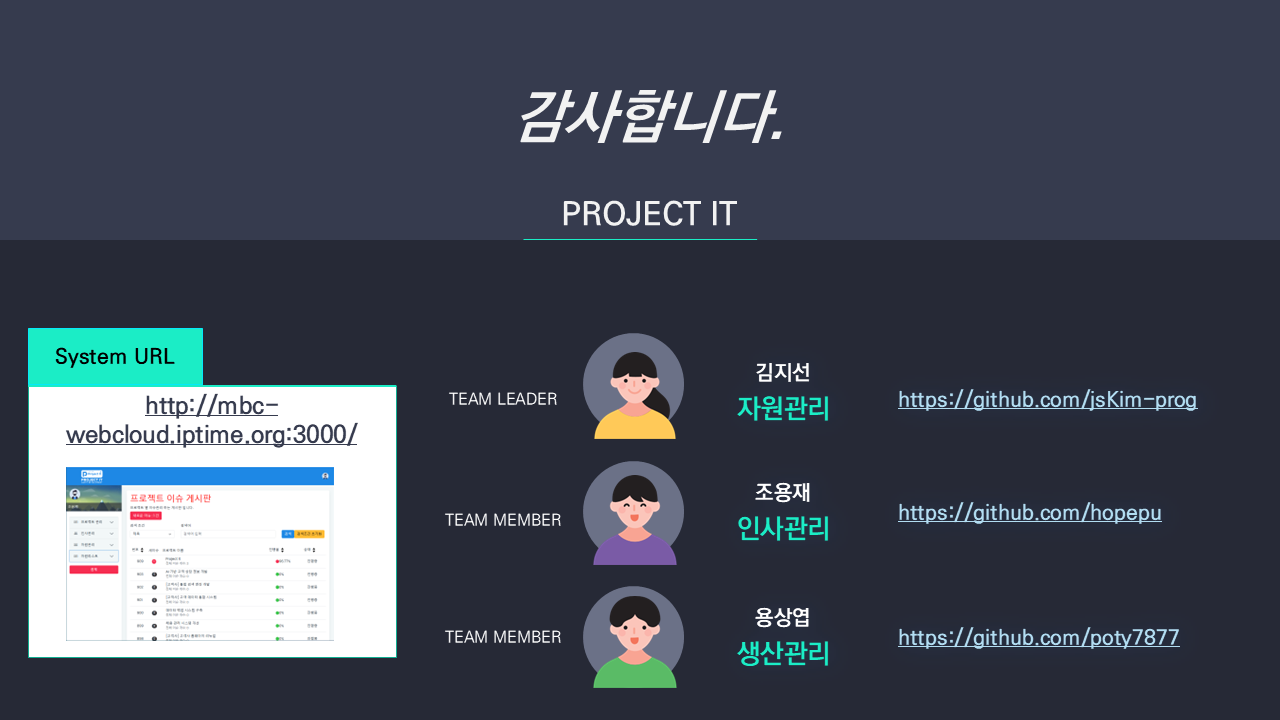 감사합니다.
PROJECT IT
System URL
http://mbc-
webcloud.iptime.org:3000/
PROJECT IT
프로젝트 이슈 게시판
TEAM LEADER
김지선
자원관리
https://github.com/jsKim-prog
TEAM MEMBER
조용재
인사관리
https://github.com/hopepu
TEAM MEMBER
용상엽
생산관리
https://github.com/poty7877